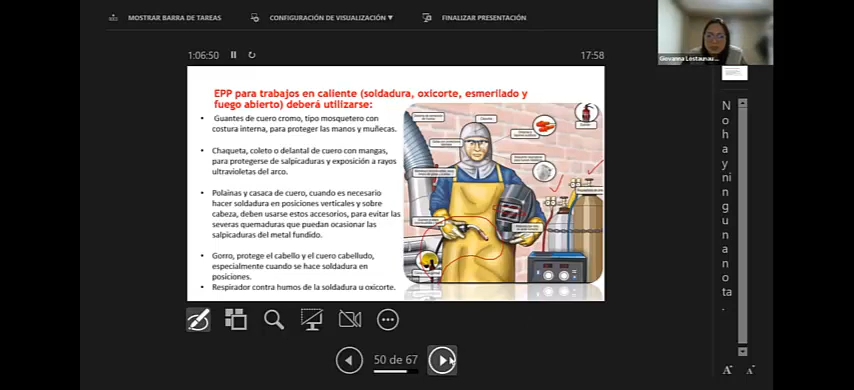 MOSTRAR BARRA DE TAREAS
CONFIGURACIÓN DE VISUALIZACIÓN ▼
FINALIZAR PRESENTACIÓN
Giovanna Lostaunau...
1:06:50
17:58
EPP para trabajos en caliente (soldadura, oxicorte, esmerilado y
fuego abierto) deberá utilizarse:
• Guantes de cuero cromo, tipo mosquetero con
costura interna, para proteger las manos y muñecas.
• Chaqueta, coleto o delantal de cuero con mangas,
para protegerse de salpicaduras y exposición a rayos
ultravioletas del arco.
• Polainas y casaca de cuero, cuando es necesario
hacer soldadura en posiciones verticales y sobre
cabeza, deben usarse estos accesorios, para evitar las
severas quemaduras que puedan ocasionar las
salpicaduras del metal fundido.
• Gorro, protege el cabello y el cuero cabelludo,
especialmente cuando se hace soldadura en
posiciones.
• Respirador contra humos de la soldadura u oxicorte.
Chaqueta
50 de 67
N
o h
a y
ni
n
g
u
n
a n
o
ta
.
A
A